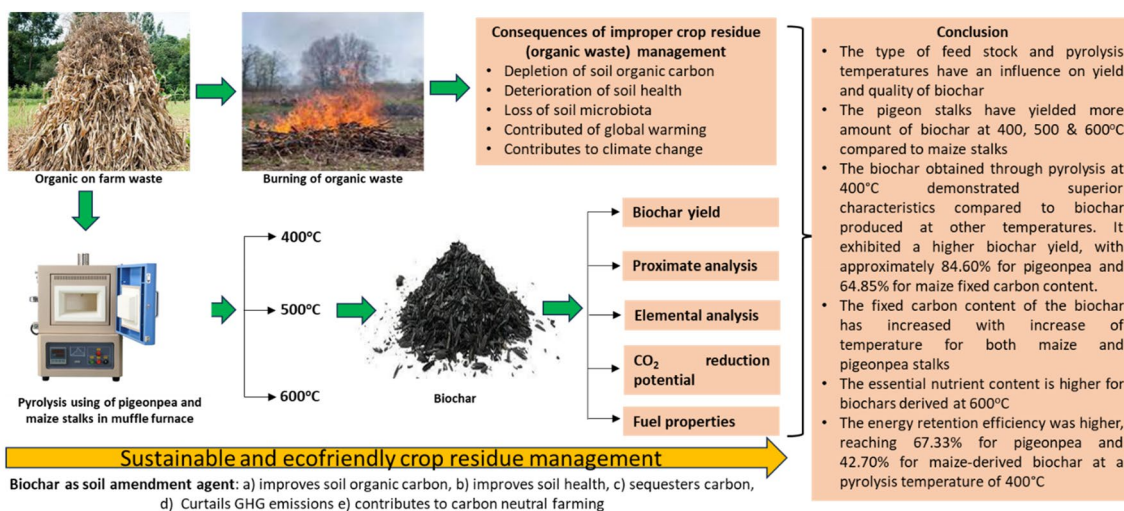 Organic on farm waste
Burning of organic waste
Consequences of improper crop residue
(organic waste) management
• Depletion of soil organic carbon
• Deterioration of soil health
• Loss of soil microbiota
• Contributed of global warming
• Contributes to climate change
Pyrolysis using of pigeonpea and
maize stalks in muffle furnace
400°C
500°C
600°C
Biochar
Biochar yield
Proximate analysis
Elemental analysis
CO₂ reduction
potential
Fuel properties
Sustainable and ecofriendly crop residue management
Biochar as soil amendment agent: a) improves soil organic carbon, b) improves soil health, c) sequesters carbon,
d) Curtails GHG emissions e) contributes to carbon neutral farming
Conclusion
• The type of feed stock and pyrolysis
temperatures have an influence on yield
and quality of biochar
• The pigeon stalks have yielded more
amount of biochar at 400, 500 & 600°C
compared to maize stalks
• The biochar obtained through pyrolysis at
400°C demonstrated superior
characteristics compared to biochar
produced at other temperatures. It
exhibited a higher biochar yield, with
approximately 84.60% for pigeonpea and
64.85% for maize fixed carbon content.
• The fixed carbon content of the biochar
has increased with increase of
temperature for both maize and
pigeonpea stalks
• The essential nutrient content is higher for
biochars derived at 600°C
• The energy retention efficiency was higher,
reaching 67.33% for pigeonpea and
42.70% for maize-derived biochar at a
pyrolysis temperature of 400°C